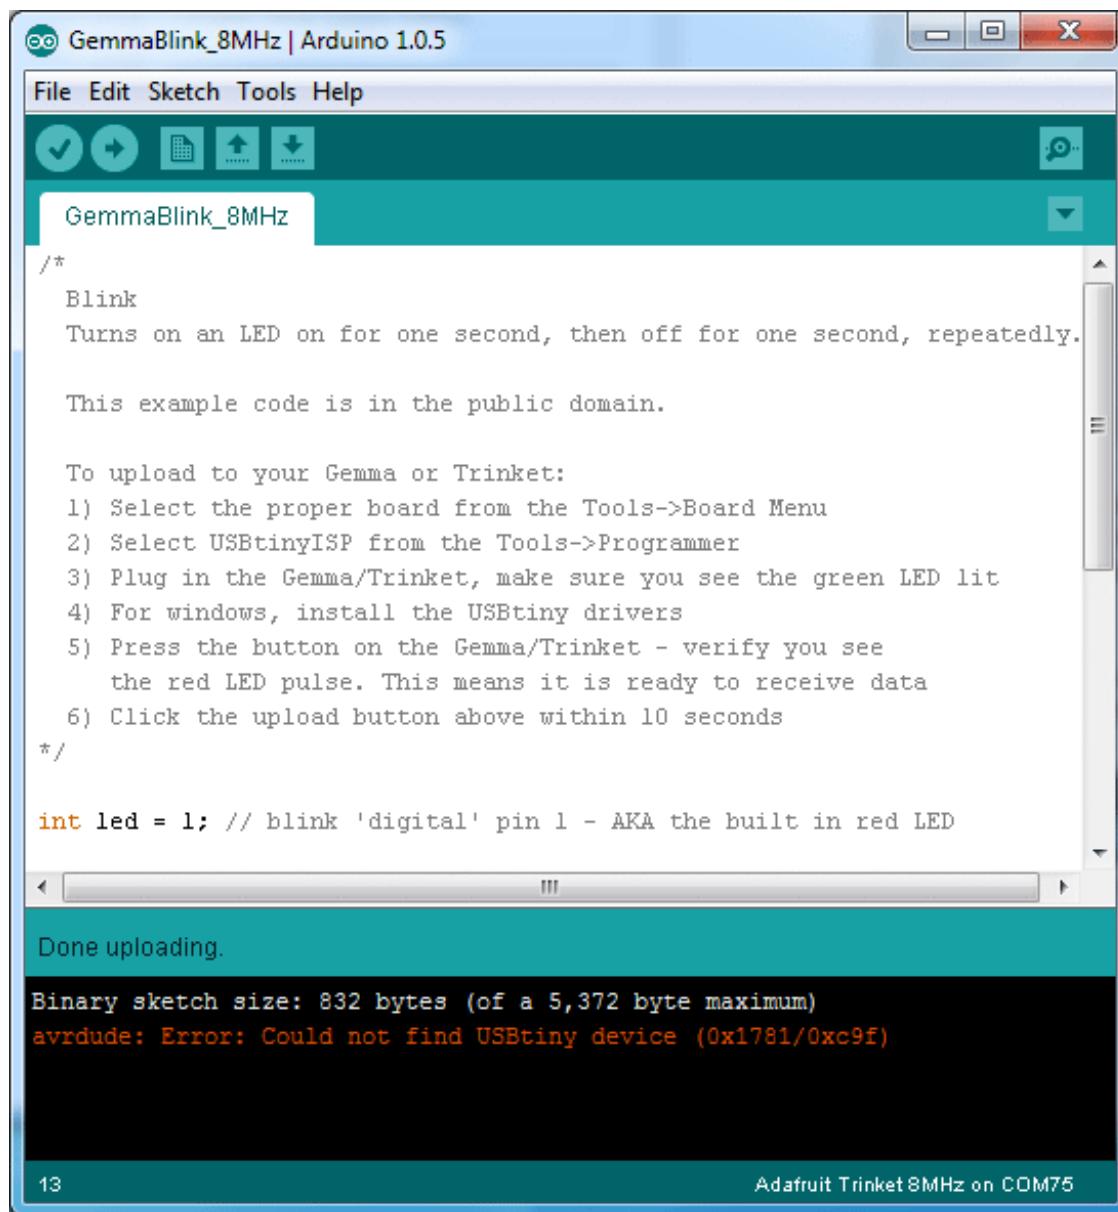 GemmaBlink_8MHz | Arduino 1.0.5
File Edit Sketch Tools Help
GemmaBlink_8MHz
/*
Blink
Turns on an LED on for one second, then off for one second, repeatedly.
This example code is in the public domain.
To upload to your Gemma or Trinket:
1) Select the proper board from the Tools->Board Menu
2) Select USBtinyISP from the Tools->Programmer
3) Plug in the Gemma/Trinket, make sure you see the green LED lit
4) For windows, install the USBtiny drivers
5) Press the button on the Gemma/Trinket - verify you see
the red LED pulse. This means it is ready to receive data
6) Click the upload button above within 10 seconds
*/
int led = 1; // blink 'digital' pin 1 - AKA the built in red LED
Done uploading.
Binary sketch size: 832 bytes (of a 5,372 byte maximum)
avrdude: Error: Could not find USBtiny device (0x1781/0xc9f)
13
Adafruit Trinket 8MHz on COM75